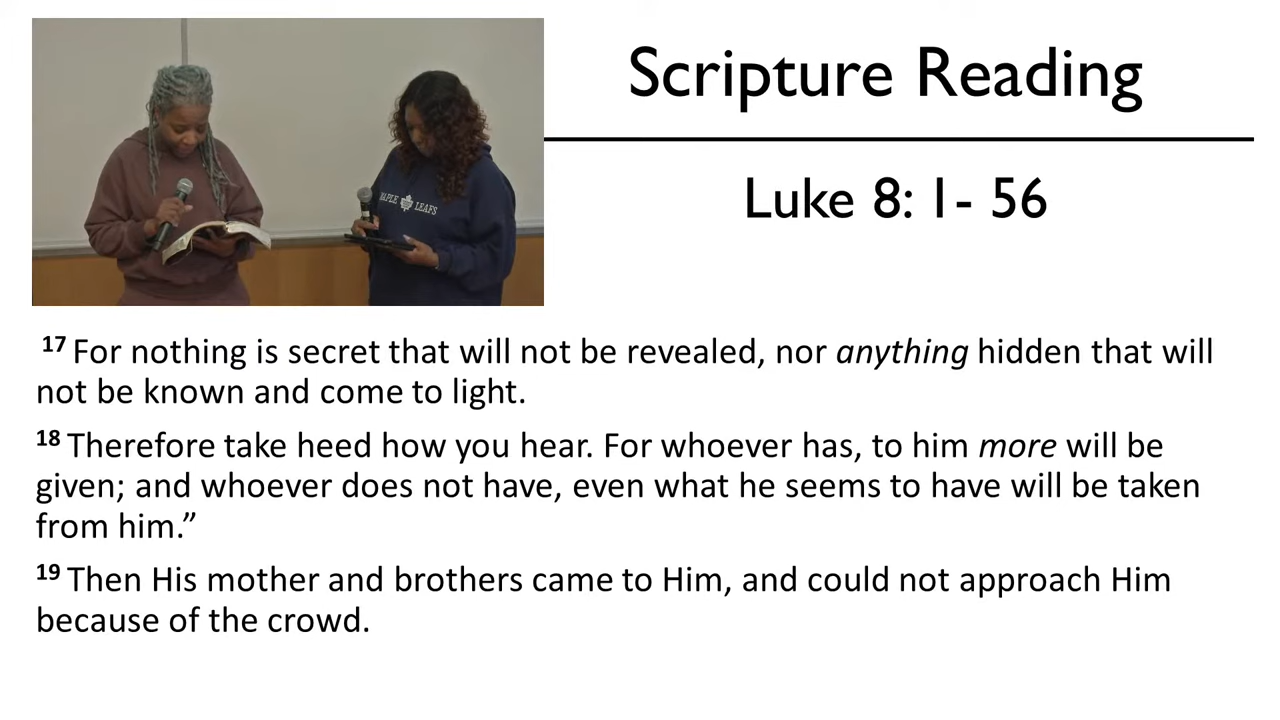 Scripture Reading
Luke 8: 1- 56
MAPLE LEAFS
17 For nothing is secret that will not be revealed, nor anything hidden that will
not be known and come to light.
18 Therefore take heed how you hear. For whoever has, to him more will be
given; and whoever does not have, even what he seems to have will be taken
from him.”
19 Then His mother and brothers came to Him, and could not approach Him
because of the crowd.